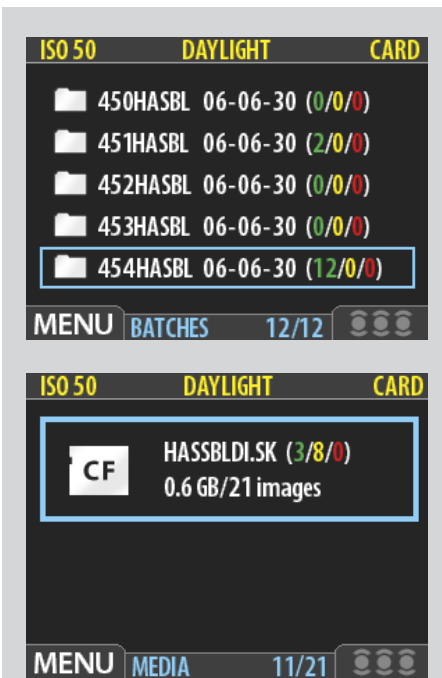 ISO 50 DAYLIGHT CARD
450HASBL 06-06-30 (0/0/0)
451HASBL 06-06-30 (2/0/0)
452HASBL 06-06-30 (0/0/0)
453HASBL 06-06-30 (0/0/0)
454HASBL 06-06-30 (12/0/0)
MENU BATCHES 12/12
ISO 50 DAYLIGHT CARD
CF HASSBLDI.SK (3/8/0)
0.6 GB/21 images
MENU MEDIA 11/21